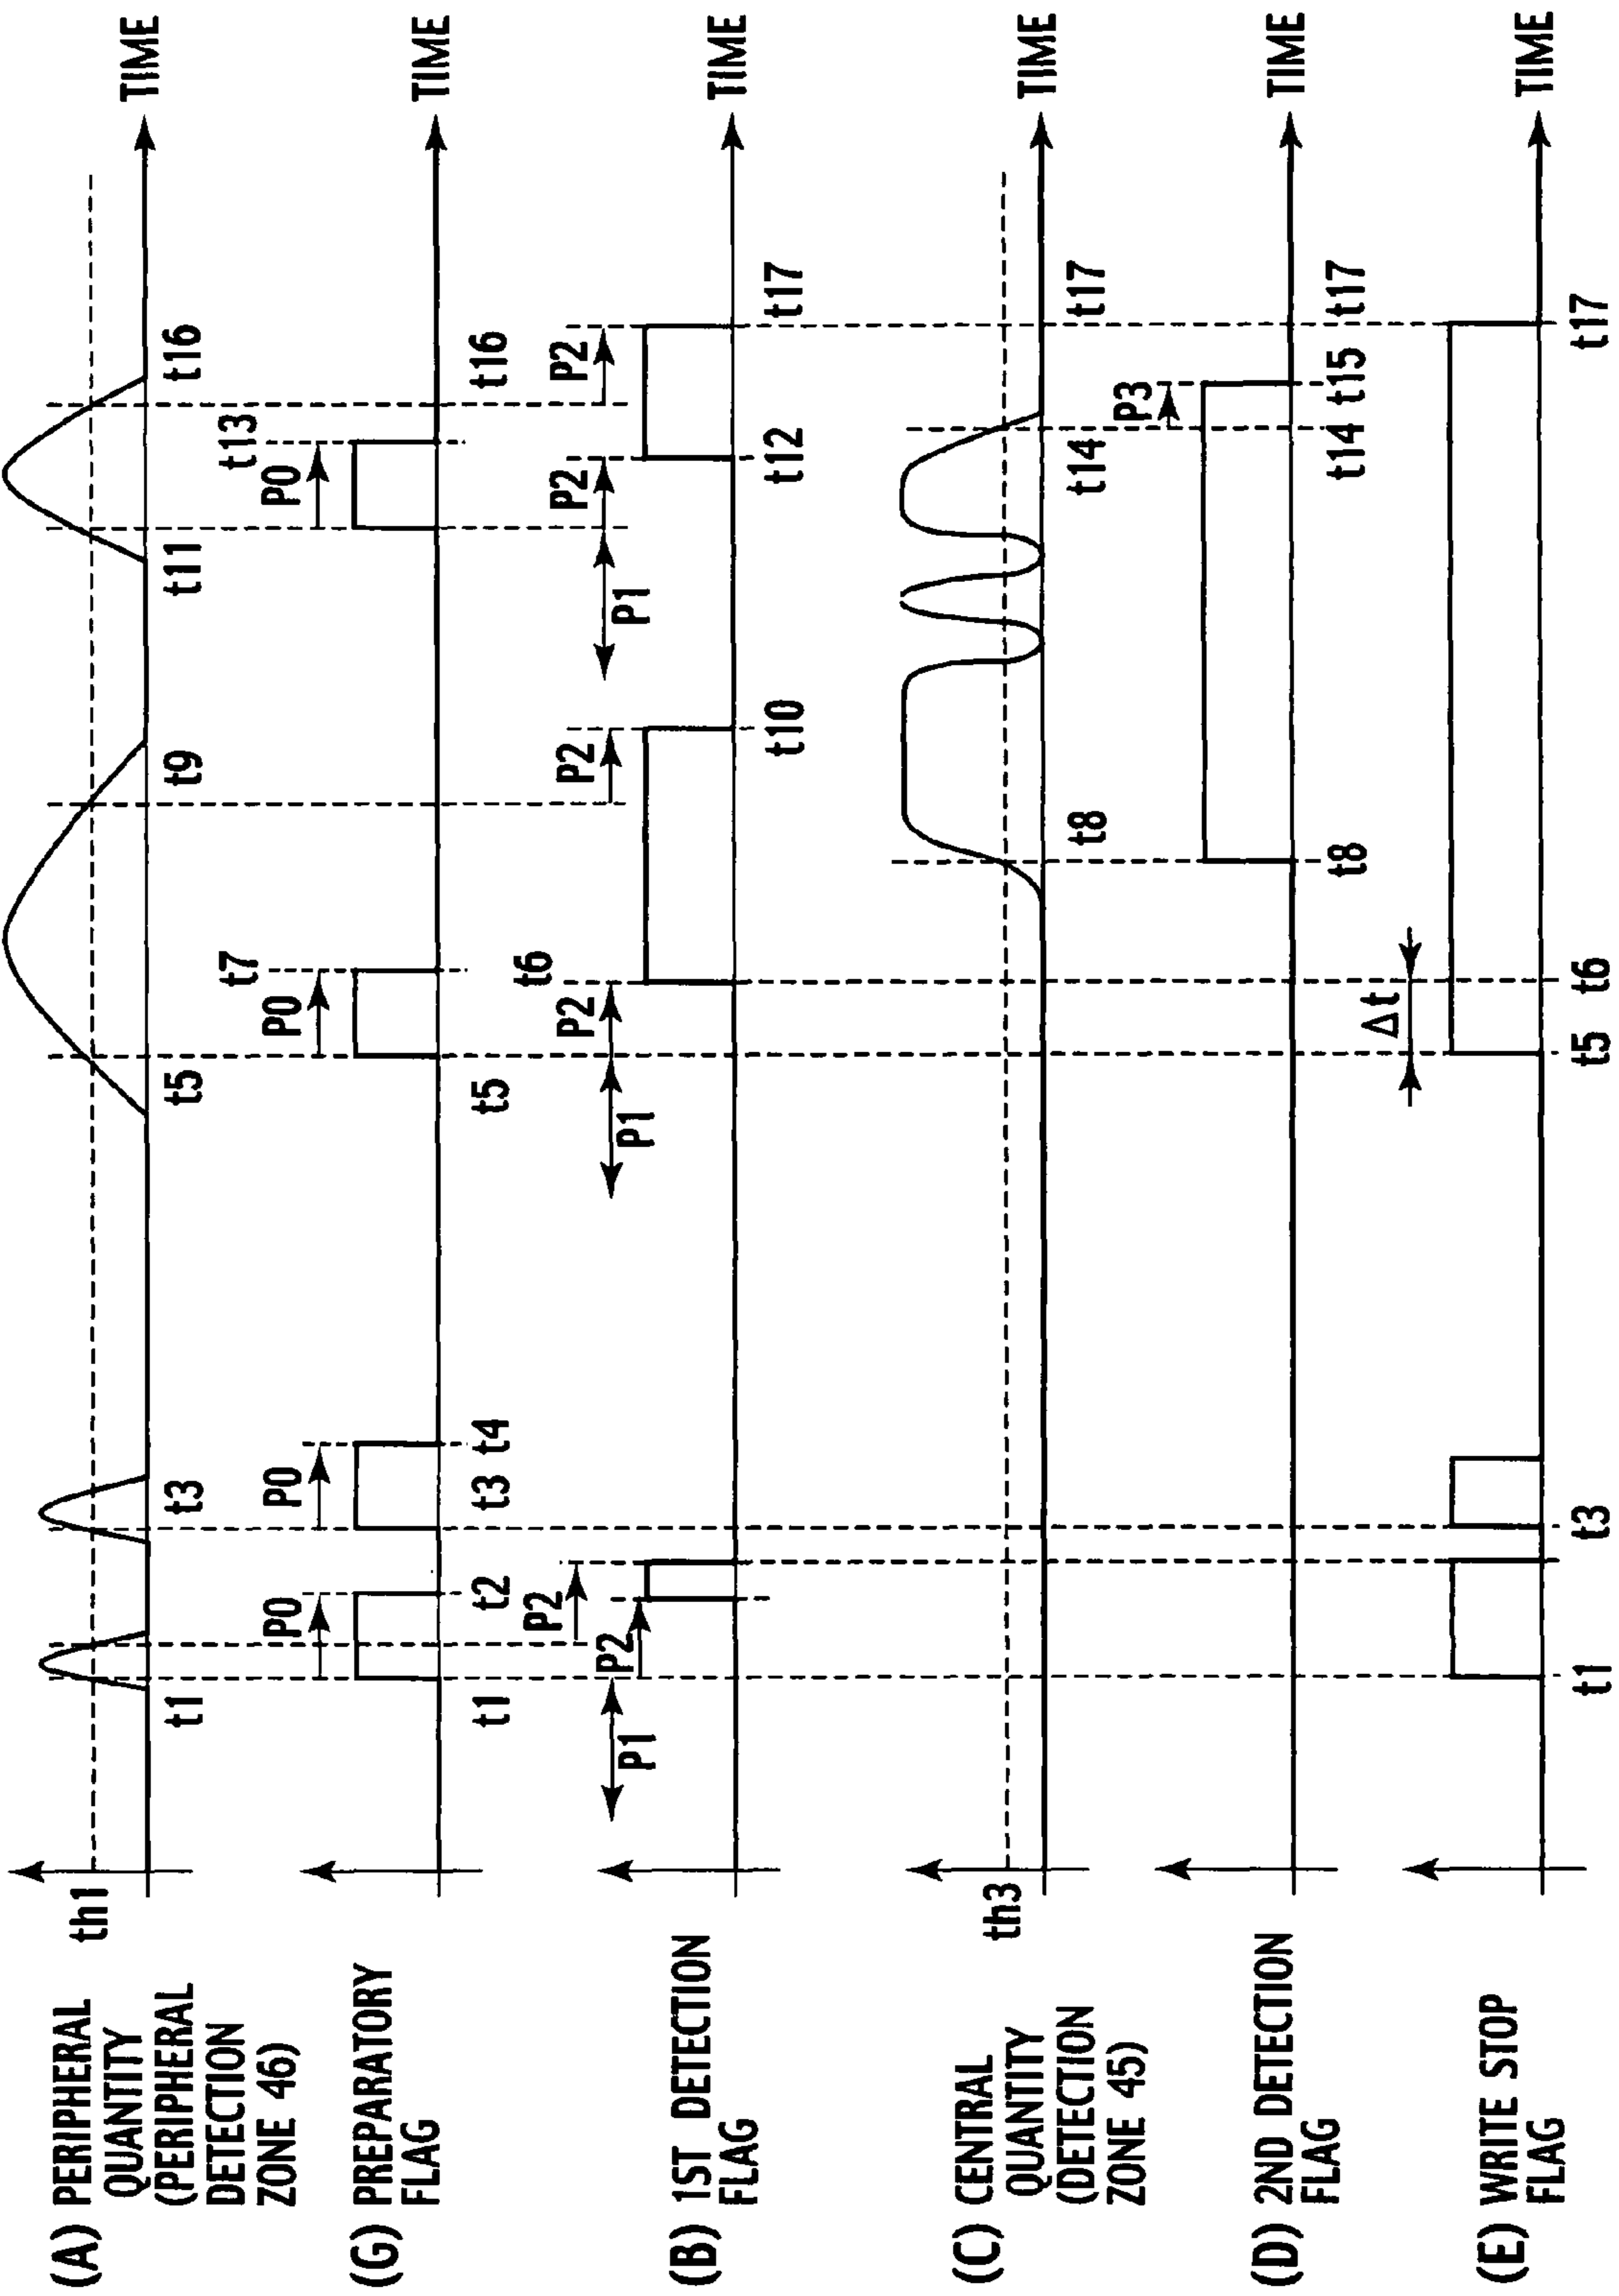 (A) PERIPHERAL
QUANTITY
(PERIPHERAL
DETECTION
ZONE 46)
th1
t1
t3
t5
t9
t11
t16
TIME
(G) PREPARATORY
FLAG
P0
P0
P0
t7
P0
t13
t1
t2
t3
t4
t5
t16
TIME
(B) 1ST DETECTION
FLAG
P1
P2
P2
P1
P2
t6
P2
P1
P2
P2
t10
t12
t17
TIME
(C) CENTRAL
QUANTITY
(DETECTION
ZONE 45)
th3
t8
t14
t17
TIME
(D) 2ND DETECTION
FLAG
P3
t8
t14
t15
t17
TIME
(E) WRITE STOP
FLAG
Δt
t1
t3
t5
t6
t17
TIME